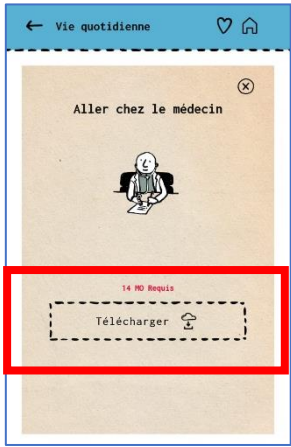 Vie quotidienne
Aller chez le médecin
14 MO Requis
Télécharger